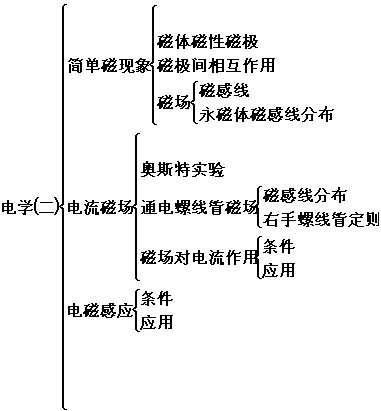 磁体磁性磁极
简单磁现象
磁极间相互作用
磁感线
磁场
永磁体磁感线分布
奥斯特实验
磁感线分布
电学(二)
电流磁场
通电螺线管磁场
右手螺线管定则
条件
磁场对电流作用
应用
条件
电磁感应
应用